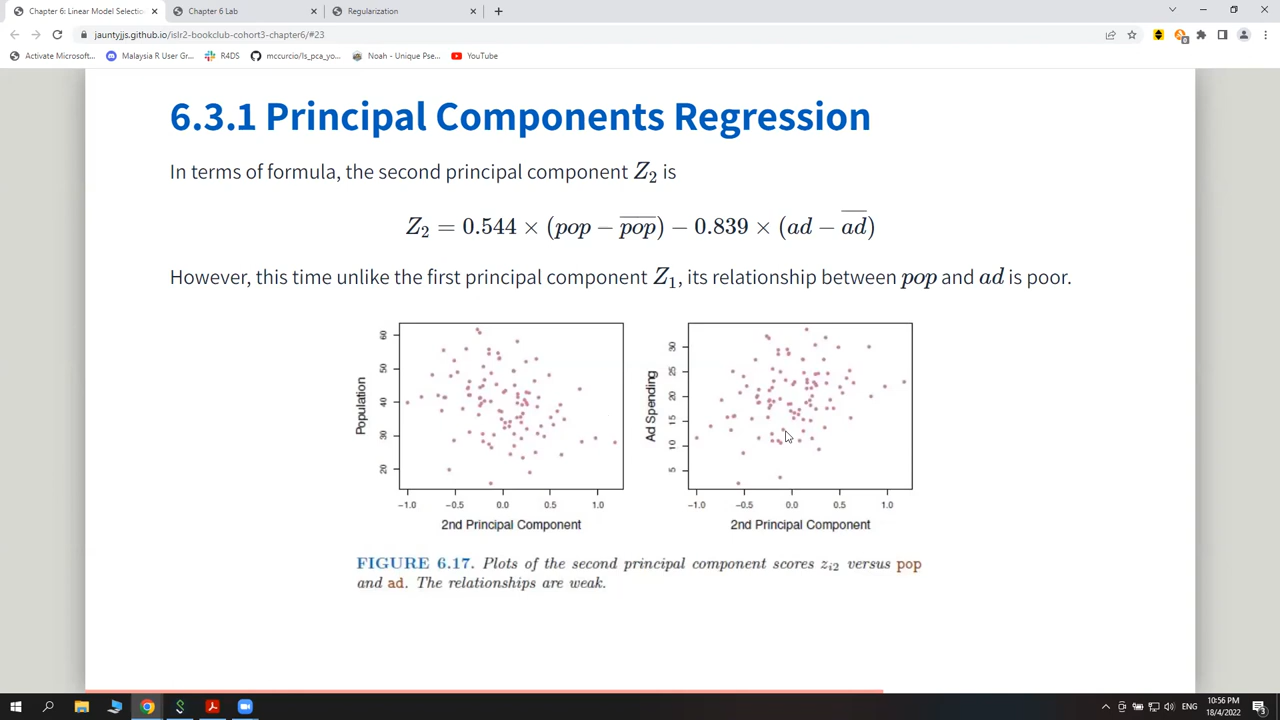 Chapter 6: Linear Model Selectio
Chapter 6 Lab
Regularization
jauntyjjs.github.io/islr2-bookclub-cohort3-chapter6/#23
Activate Microsoft...
Malaysia R User Gr...
R4DS
mccurcio/ls_pca_yo...
Noah - Unique Pse...
YouTube
6.3.1 Principal Components Regression
In terms of formula, the second principal component Z₂ is
Z₂ = 0.544 × (pop − p̅o̅p̅) − 0.839 × (ad − a̅d̅)
However, this time unlike the first principal component Z₁, its relationship between pop and ad is poor.
Population
60
50
40
30
20
−1.0 −0.5 0.0 0.5 1.0
2nd Principal Component
Ad Spending
30
25
20
15
10
5
−1.0 −0.5 0.0 0.5 1.0
2nd Principal Component
FIGURE 6.17. Plots of the second principal component scores zᵢ₂ versus pop
and ad. The relationships are weak.
10:56 PM
ENG
18/4/2022
3